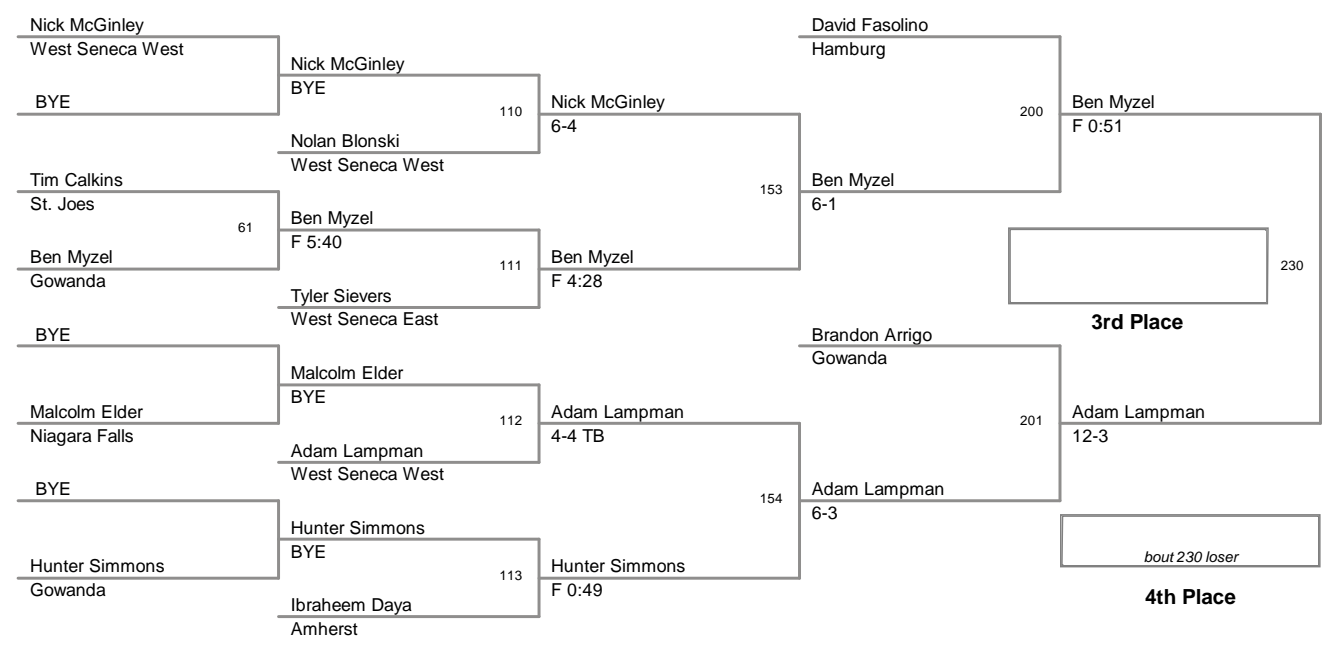 Nick McGinley
West Seneca West
BYE
Tim Calkins
St. Joes
61
Ben Myzel
Gowanda
BYE
Malcolm Elder
Niagara Falls
BYE
Hunter Simmons
Gowanda
Nick McGinley
BYE
110
Nolan Blonski
West Seneca West
Ben Myzel
F 5:40
111
Tyler Sievers
West Seneca East
Malcolm Elder
BYE
112
Adam Lampman
West Seneca West
Hunter Simmons
BYE
113
Ibraheem Daya
Amherst
Nick McGinley
6-4
153
Ben Myzel
F 4:28
Adam Lampman
4-4 TB
154
Hunter Simmons
F 0:49
David Fasolino
Hamburg
200
Ben Myzel
6-1
Brandon Arrigo
Gowanda
201
Adam Lampman
6-3
Ben Myzel
F 0:51
230
3rd Place
Adam Lampman
12-3
bout 230 loser
4th Place